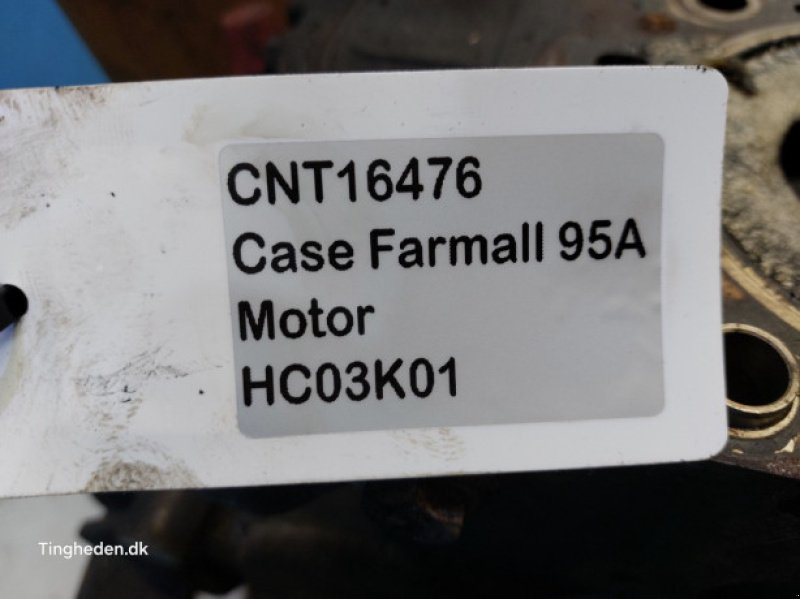 CNT16476
Case Farmall 95A
Motor
HC03K01
Tingheden.dk